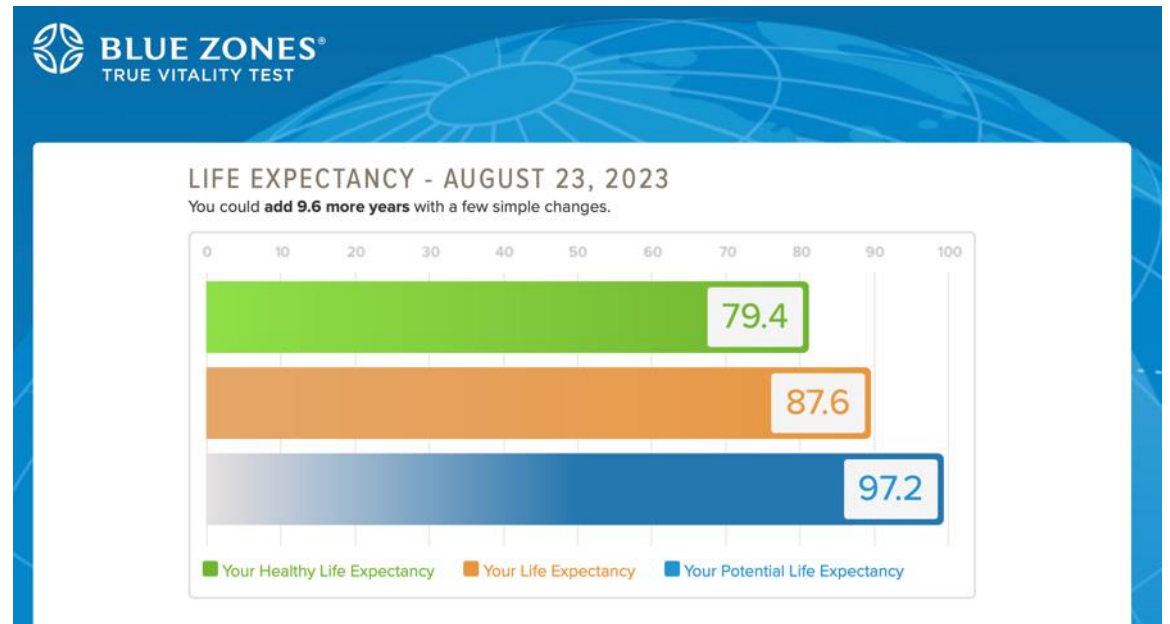 BLUE ZONES®
TRUE VITALITY TEST
LIFE EXPECTANCY - AUGUST 23, 2023
You could add 9.6 more years with a few simple changes.
0 10 20 30 40 50 60 70 80 90 100
79.4
87.6
97.2
Your Healthy Life Expectancy Your Life Expectancy Your Potential Life Expectancy